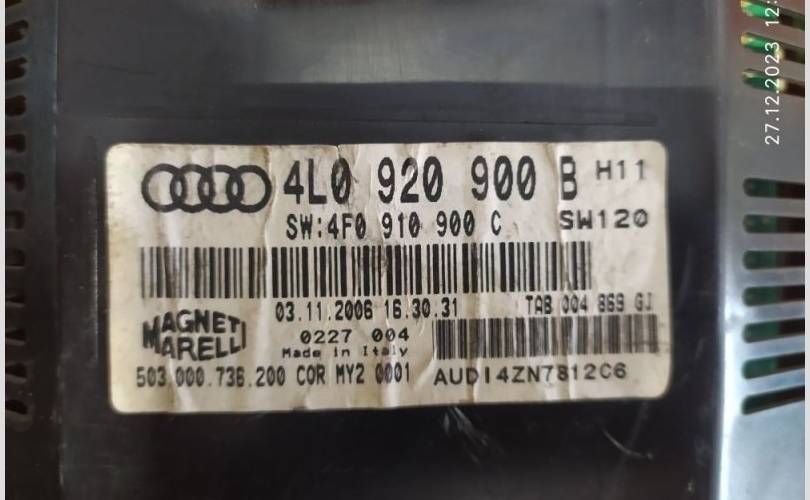 4L0 920 900 B H11
SW:4F0 910 900 C SW120
03.11.2006 16.30.31 TAB 004 869 GJ
MAGNETI MARELLI
0227 004
Made in Italy
503.000.736.200 COR MY2 0001 AUDI4ZN7812C6
27.12.2023 12: